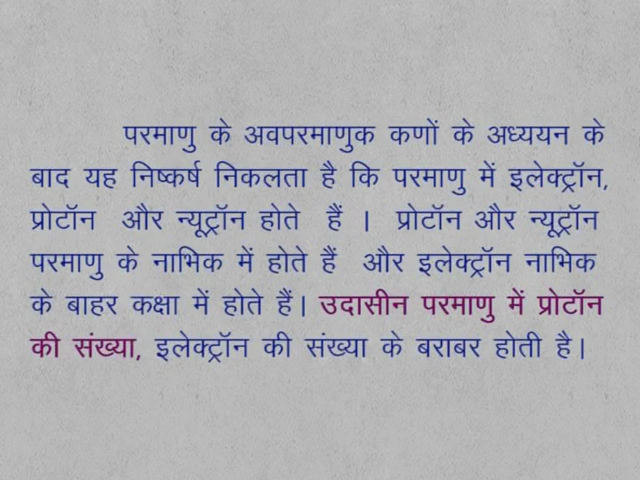 परमाणु के अवपरमाणुक कणों के अध्ययन के
बाद यह निष्कर्ष निकलता है कि परमाणु में इलेक्ट्रॉन,
प्रोटॉन और न्यूट्रॉन होते हैं । प्रोटॉन और न्यूट्रॉन
परमाणु के नाभिक में होते हैं और इलेक्ट्रॉन नाभिक
के बाहर कक्षा में होते हैं। उदासीन परमाणु में प्रोटॉन
की संख्या, इलेक्ट्रॉन की संख्या के बराबर होती है।